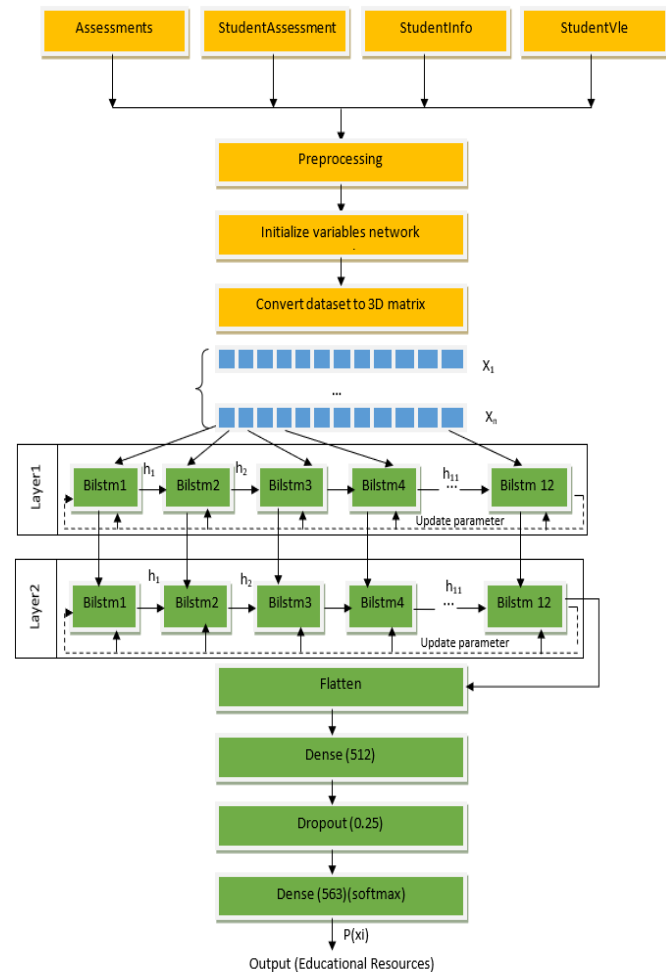 Assessments
StudentAssessment
StudentInfo
StudentVle
Preprocessing
Initialize variables network
.
Convert dataset to 3D matrix
X1
...
Xn
Layer1
Bilstm1
h1
Bilstm2
h2
Bilstm3
Bilstm4
h11
...
Bilstm 12
Update parameter
Layer2
Bilstm1
h1
Bilstm2
h2
Bilstm3
Bilstm4
h11
...
Bilstm 12
Update parameter
Flatten
Dense (512)
Dropout (0.25)
Dense (563)(softmax)
P(xi)
Output (Educational Resources)